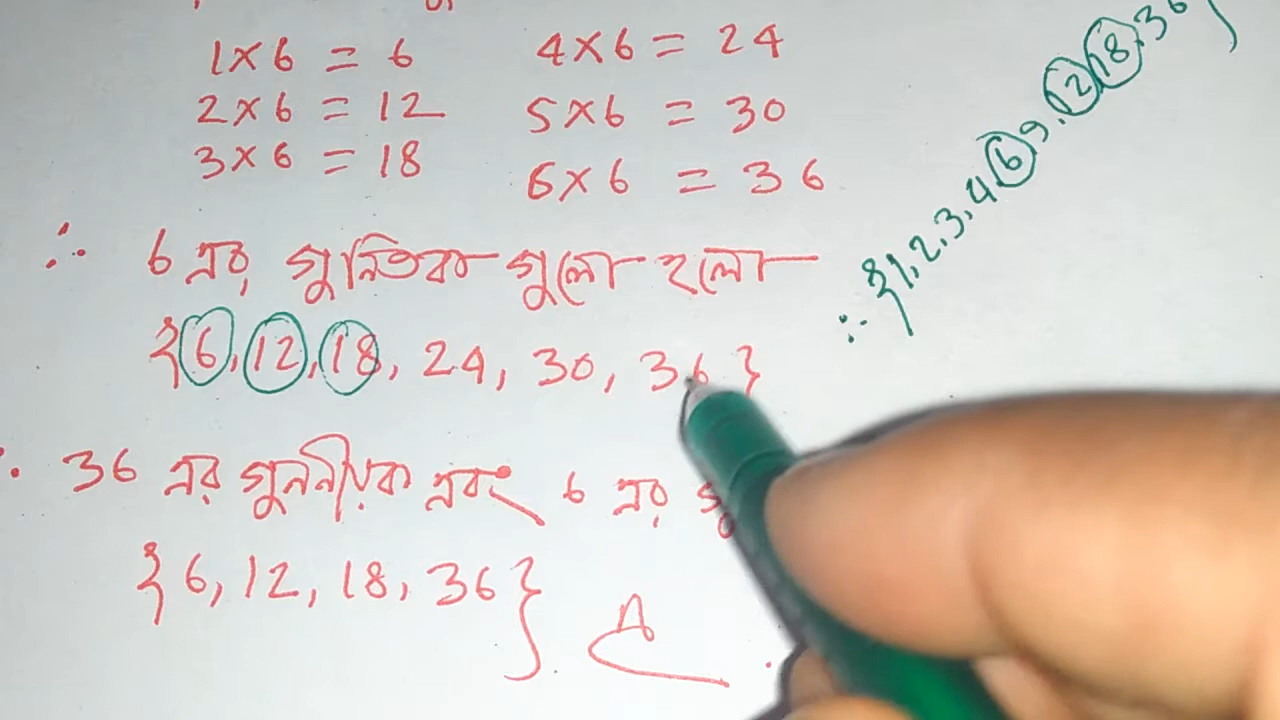 1×6 = 6 4×6 = 24
2×6 = 12 5×6 = 30
3×6 = 18 6×6 = 36
∴ {1, 2, 3, 4, 6, 9, 12, 18, 36}
∴ 6 এর গুনিতক গুলো হলো
{6, 12, 18, 24, 30, 36}
36 এর গুননীয়ক এবং 6 এর
{6, 12, 18, 36}
A